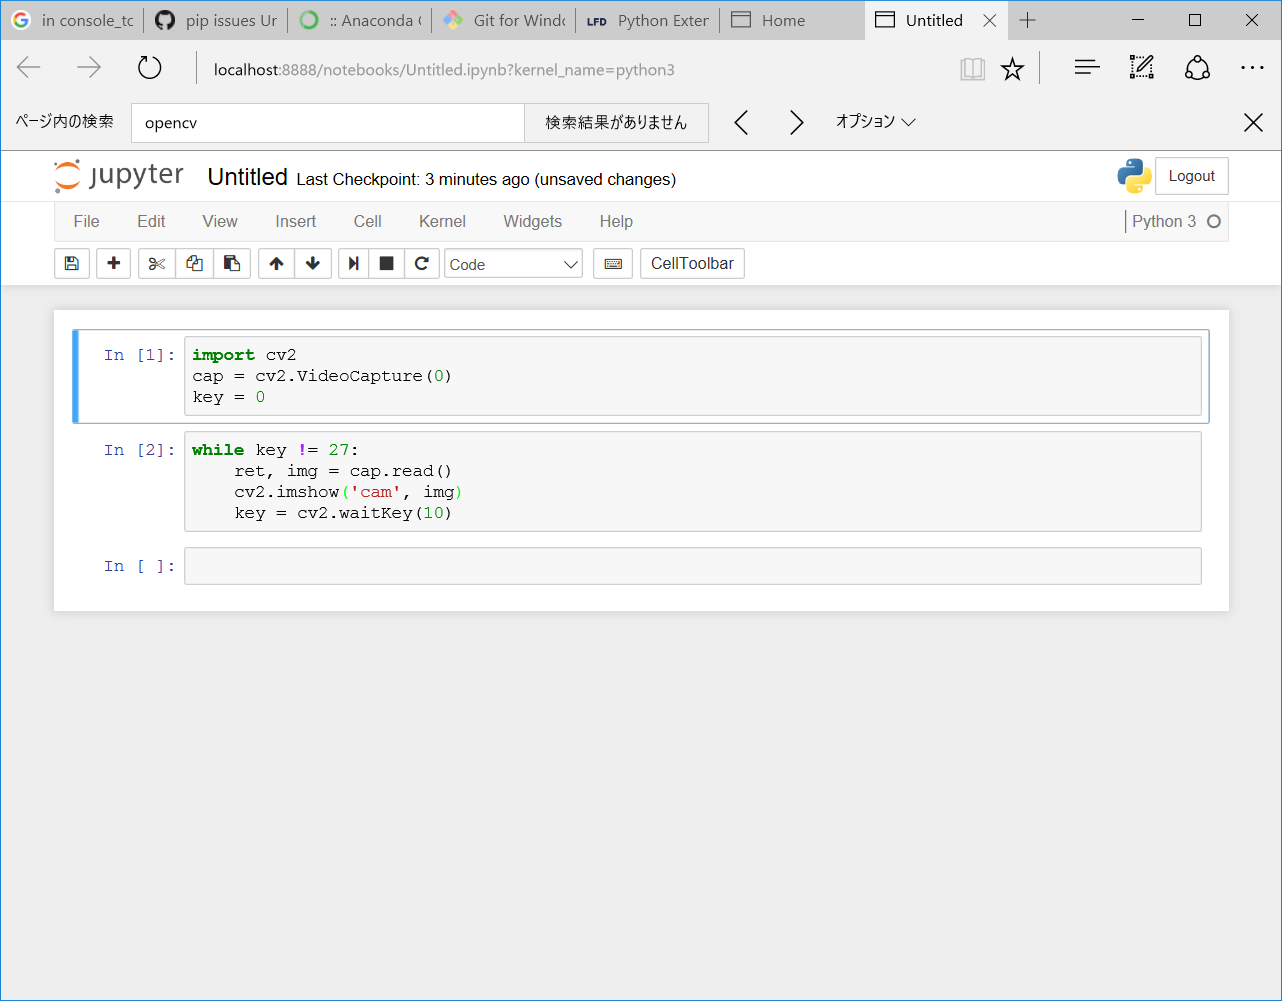 in console_tc
pip issues Ur
:: Anaconda
Git for Windo
LFD Python Exter
Home
Untitled
localhost:8888/notebooks/Untitled.ipynb?kernel_name=python3
ページ内の検索
opencv
検索結果がありません
オプション
jupyter
Untitled Last Checkpoint: 3 minutes ago (unsaved changes)
Logout
File Edit View Insert Cell Kernel Widgets Help
Python 3
Code
CellToolbar
In [1]:
import cv2
cap = cv2.VideoCapture(0)
key = 0
In [2]:
while key != 27:
    ret, img = cap.read()
    cv2.imshow('cam', img)
    key = cv2.waitKey(10)
In [ ]: